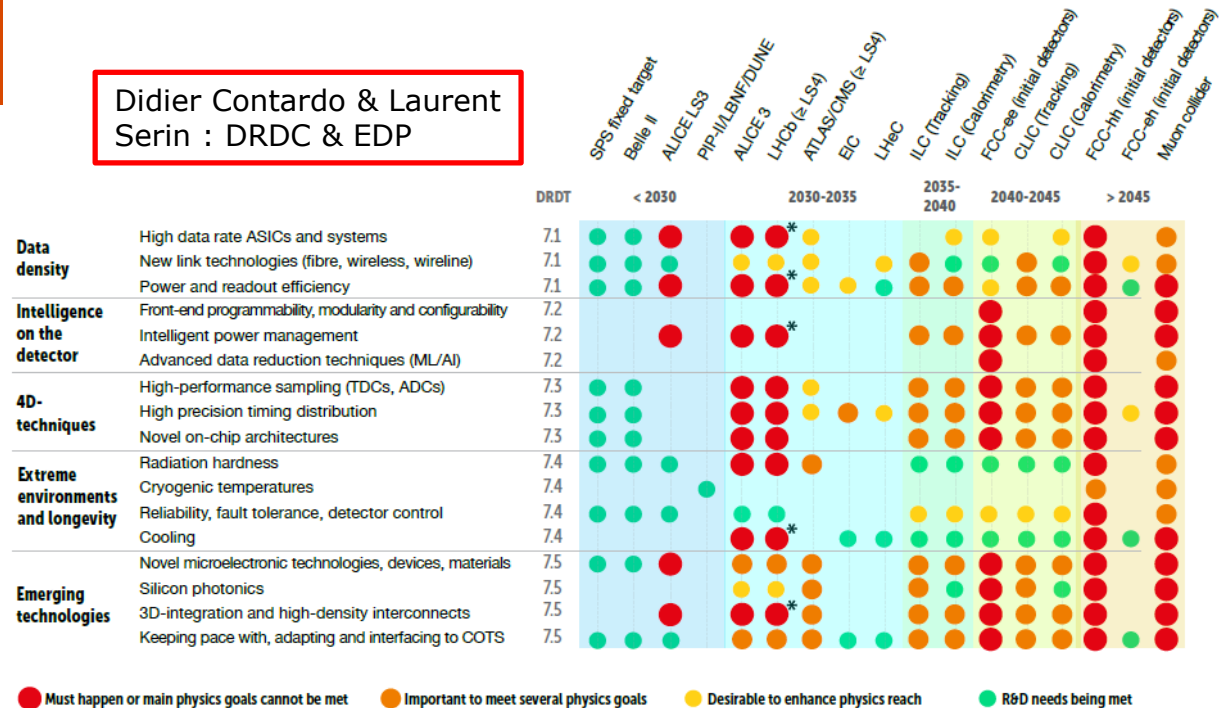 Didier Contardo & Laurent
Serin : DRDC & EDP
SPS fixed target
Belle II
ALICE LS3
PIP-II/LBNF/DUNE
ALICE 3
LHCb (≥ LS4)
ATLAS/CMS (≥ LS4)
EIC
LHeC
ILC (Tracking)
ILC (Calorimetry)
FCC-ee (initial detectors)
CLIC (Tracking)
CLIC (Calorimetry)
FCC-hh (initial detectors)
FCC-eh (initial detectors)
Muon collider
DRDT < 2030 2030-2035 2035-2040 2040-2045 > 2045
Data density
High data rate ASICs and systems 7.1 *
New link technologies (fibre, wireless, wireline) 7.1
Power and readout efficiency 7.1 *
Intelligence on the detector
Front-end programmability, modularity and configurability 7.2
Intelligent power management 7.2 *
Advanced data reduction techniques (ML/AI) 7.2
4D-techniques
High-performance sampling (TDCs, ADCs) 7.3
High precision timing distribution 7.3
Novel on-chip architectures 7.3
Extreme environments and longevity
Radiation hardness 7.4
Cryogenic temperatures 7.4
Reliability, fault tolerance, detector control 7.4
Cooling 7.4 *
Emerging technologies
Novel microelectronic technologies, devices, materials 7.5
Silicon photonics 7.5
3D-integration and high-density interconnects 7.5 *
Keeping pace with, adapting and interfacing to COTS 7.5
Must happen or main physics goals cannot be met Important to meet several physics goals Desirable to enhance physics reach R&D needs being met